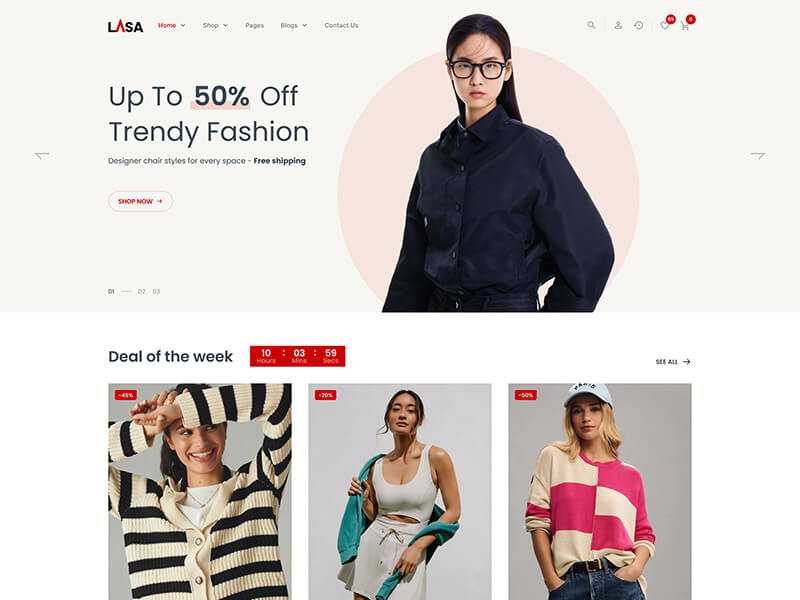 LASA
Home Shop Pages Blogs Contact Us
99 0
Up To 50% Off
Trendy Fashion
Designer chair styles for every space - Free shipping
SHOP NOW
01 02 03
Deal of the week
10 : 03 : 59
Hours Mins Secs
SEE ALL
-45% -20% -50%
PARIS